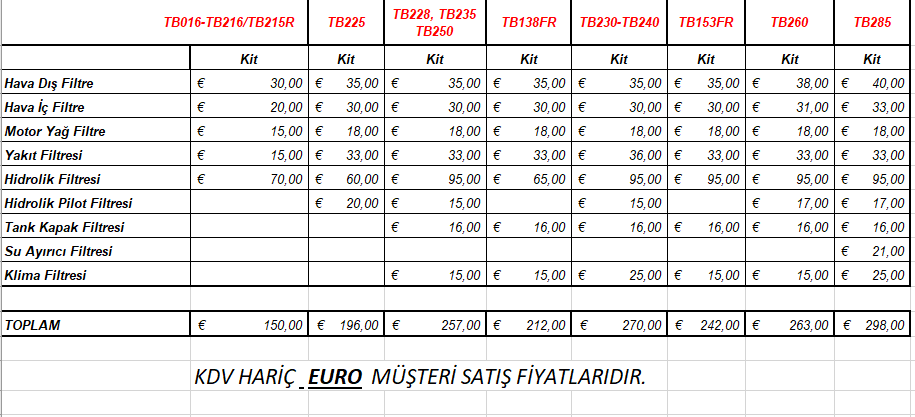 TB016-TB216/TB215R TB225 TB228, TB235 TB250 TB138FR TB230-TB240 TB153FR TB260 TB285
Kit Kit Kit Kit Kit Kit Kit Kit
Hava Dış Filtre € 30,00 € 35,00 € 35,00 € 35,00 € 35,00 € 35,00 € 38,00 € 40,00
Hava İç Filtre € 20,00 € 30,00 € 30,00 € 30,00 € 30,00 € 30,00 € 31,00 € 33,00
Motor Yağ Filtre € 15,00 € 18,00 € 18,00 € 18,00 € 18,00 € 18,00 € 18,00 € 18,00
Yakıt Filtresi € 15,00 € 33,00 € 33,00 € 33,00 € 36,00 € 33,00 € 33,00 € 33,00
Hidrolik Filtresi € 70,00 € 60,00 € 95,00 € 65,00 € 95,00 € 95,00 € 95,00 € 95,00
Hidrolik Pilot Filtresi € 20,00 € 15,00 € 15,00 € 17,00 € 17,00
Tank Kapak Filtresi € 16,00 € 16,00 € 16,00 € 16,00 € 16,00 € 16,00
Su Ayırıcı Filtresi € 21,00
Klima Filtresi € 15,00 € 15,00 € 25,00 € 15,00 € 15,00 € 25,00
TOPLAM € 150,00 € 196,00 € 257,00 € 212,00 € 270,00 € 242,00 € 263,00 € 298,00
KDV HARİÇ EURO MÜŞTERİ SATIŞ FİYATLARIDIR.